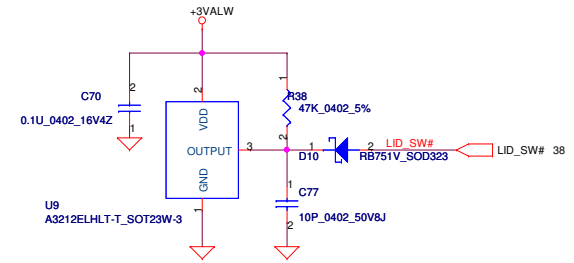 +3VALW
C70
2
0.1U_0402_16V4Z
1
2
VDD
OUTPUT
GND
3
1
U9
A3212ELHLT-T_SOT23W-3
1
R38
47K_0402_5%
2
D10
1
2
LID_SW#
RB751V_SOD323
LID_SW# 38
1
C77
10P_0402_50V8J
2